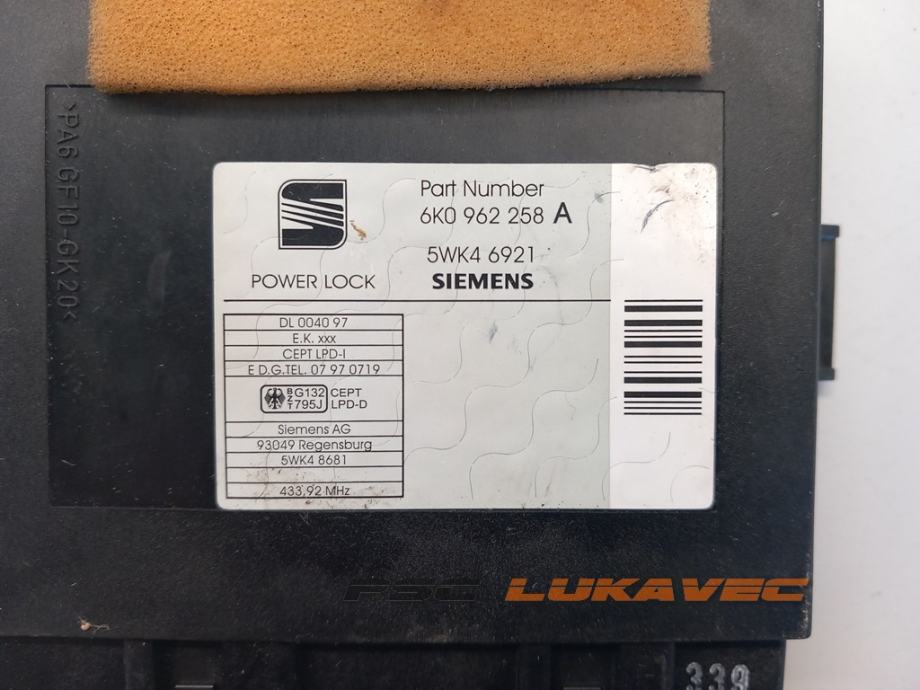 >PA6 GF10-GK20<
Part Number
6K0 962 258 A
5WK4 6921
POWER LOCK
SIEMENS
DL 0040 97
E.K. xxx
CEPT LPD-I
E D.G.TEL. 07 97 0719
BZT G132 795J CEPT LPD-D
Siemens AG
93049 Regensburg
5WK4 8681
433,92 MHz
PSC LUKAVEC
339